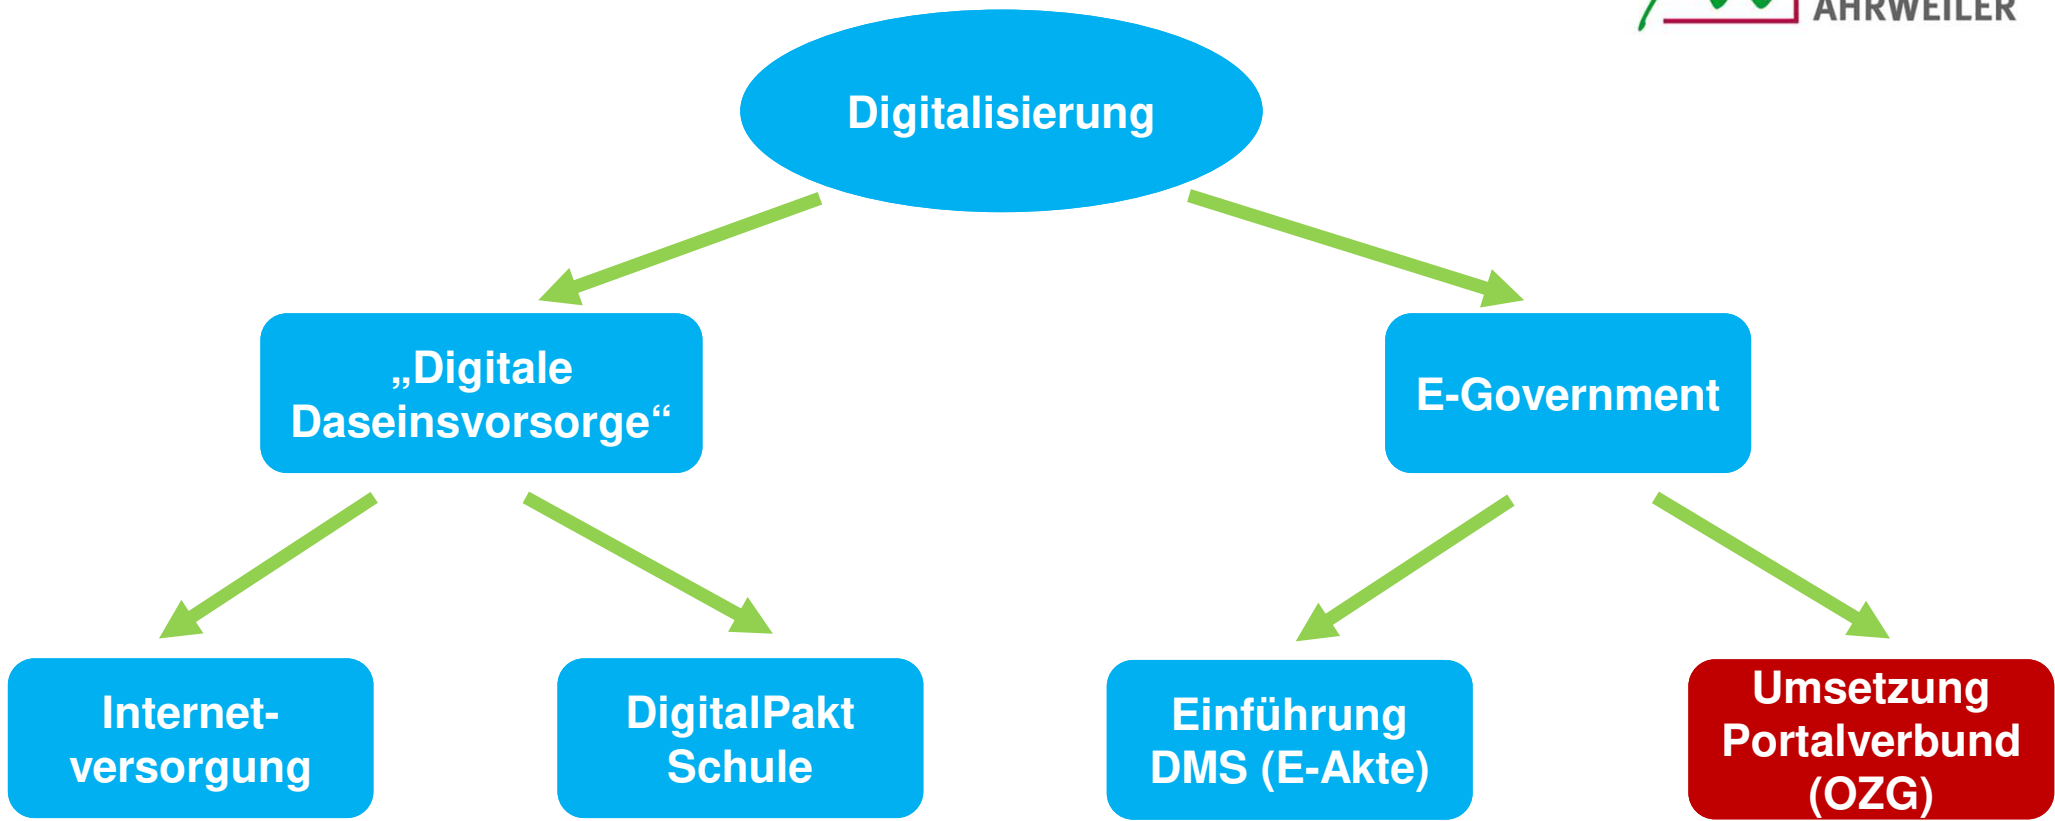 AHRWEILER
Digitalisierung
„Digitale
Daseinsvorsorge“
E-Government
Internet-
versorgung
DigitalPakt
Schule
Einführung
DMS (E-Akte)
Umsetzung
Portalverbund
(OZG)